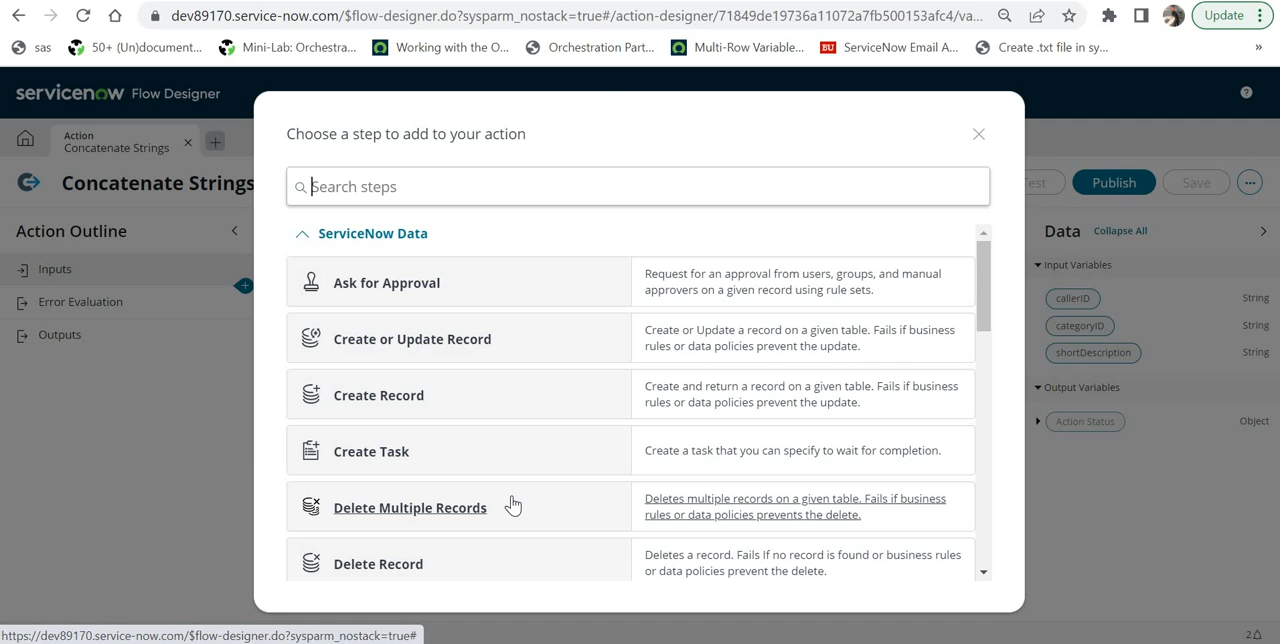 dev89170.service-now.com/$flow-designer.do?sysparm_nostack=true#/action-designer/71849de19736a11072a7fb500153afc4/va...
Update
sas
50+ (Un)document...
Mini-Lab: Orchestra...
Working with the O...
Orchestration Part...
Multi-Row Variable...
BU
ServiceNow Email A...
Create .txt file in sy...
»
servicenow Flow Designer
?
Action
Concatenate Strings
Concatenate Strings
Test
Publish
Save
...
Action Outline
Inputs
Error Evaluation
Outputs
Choose a step to add to your action
Search steps
ServiceNow Data
Ask for Approval
Request for an approval from users, groups, and manual
approvers on a given record using rule sets.
Create or Update Record
Create or Update a record on a given table. Fails if business
rules or data policies prevent the update.
Create Record
Create and return a record on a given table. Fails if business
rules or data policies prevent the update.
Create Task
Create a task that you can specify to wait for completion.
Delete Multiple Records
Deletes multiple records on a given table. Fails if business
rules or data policies prevents the delete.
Delete Record
Deletes a record. Fails If no record is found or business rules
or data policies prevent the delete.
Data Collapse All
Input Variables
callerID String
categoryID String
shortDescription String
Output Variables
Action Status Object
https://dev89170.service-now.com/$flow-designer.do?sysparm_nostack=true#
2